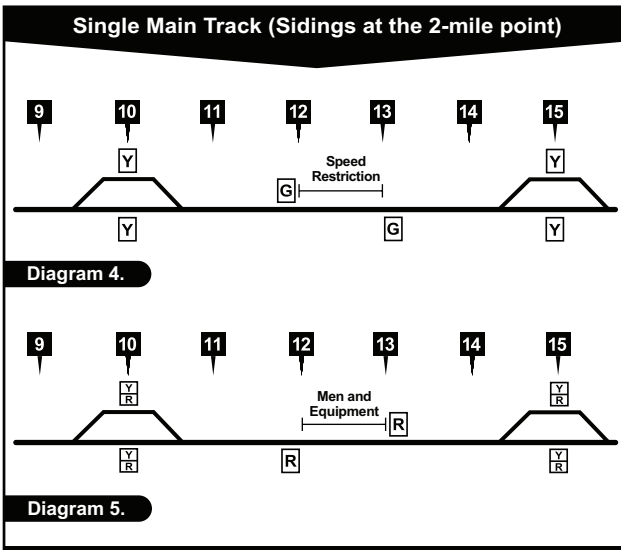 Single Main Track (Sidings at the 2-mile point)
9 10 11 12 13 14 15
Y Y
Speed
Restriction
G
Y G Y
Diagram 4.
9 10 11 12 13 14 15
Y Y
R R
Men and
Equipment
R
Y R Y
R R
Diagram 5.